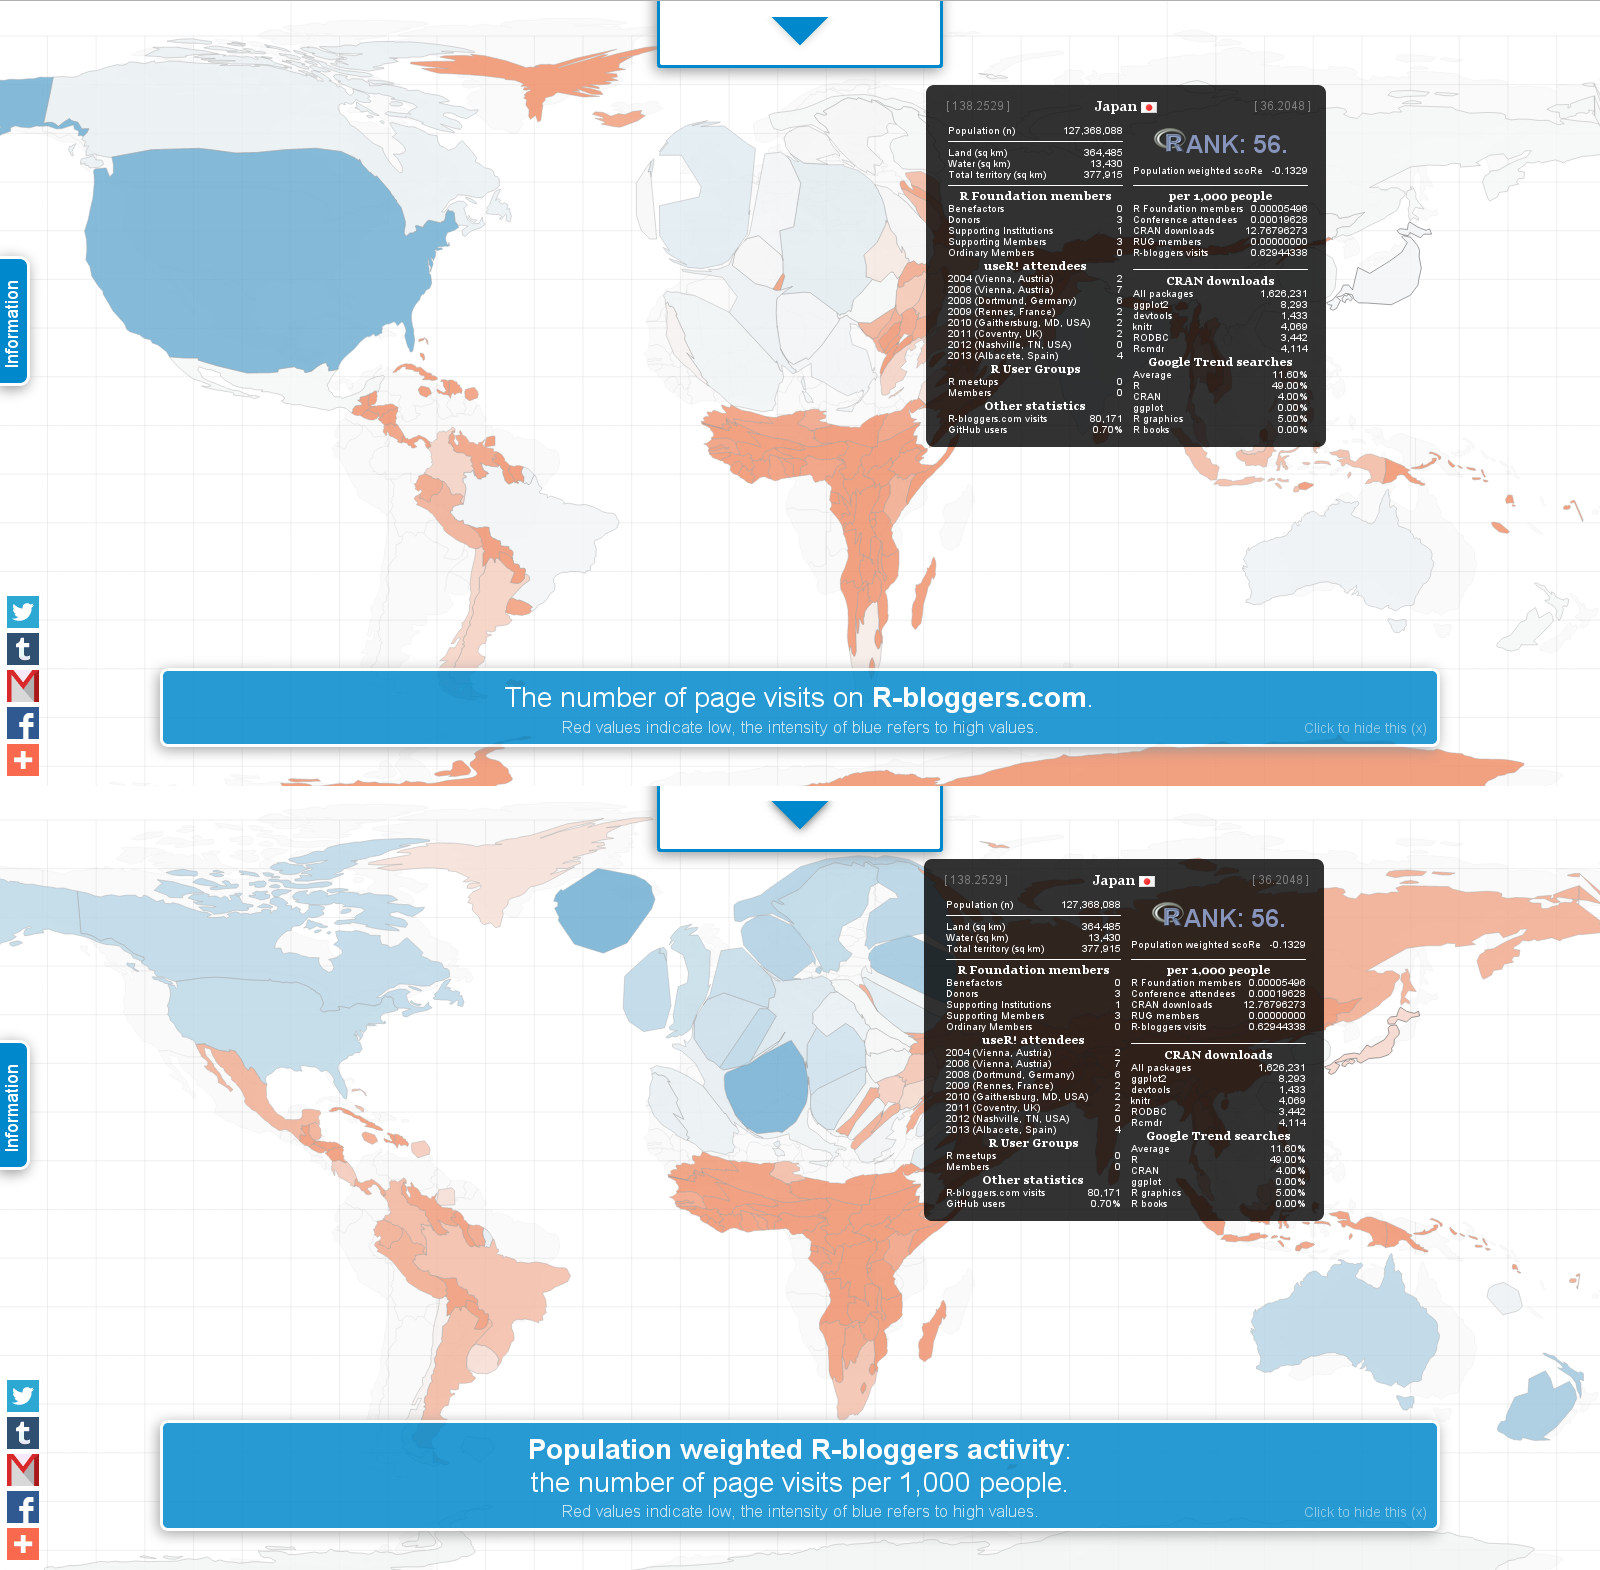 [138.2529] Japan [36.2048]
Population (n) 127,368,088
RANK: 56.
Land (sq km) 364,485
Water (sq km) 13,430
Total territory (sq km) 377,915
Population weighted scoRe -0.1329
R Foundation members
Benefactors 0
Donors 3
Supporting Institutions 1
Supporting Members 3
Ordinary Members 0
useR! attendees
2004 (Vienna, Austria) 2
2006 (Vienna, Austria) 7
2008 (Dortmund, Germany) 6
2009 (Rennes, France) 2
2010 (Gaithersburg, MD, USA) 2
2011 (Coventry, UK) 2
2012 (Nashville, TN, USA) 0
2013 (Albacete, Spain) 4
R User Groups
R meetups 0
Members 0
Other statistics
R-bloggers.com visits 80,171
GitHub users 0.70%
per 1,000 people
R Foundation members 0.00005496
Conference attendees 0.00019628
CRAN downloads 12.76796273
RUG members 0.00000000
R-bloggers visits 0.62944338
CRAN downloads
All packages 1,626,231
ggplot2 8,293
devtools 1,433
knitr 4,069
RODBC 3,442
Rcmdr 4,114
Google Trend searches
Average 11.60%
R 49.00%
CRAN 4.00%
ggplot 0.00%
R graphics 5.00%
R books 0.00%
Information
The number of page visits on R-bloggers.com.
Red values indicate low, the intensity of blue refers to high values.
Click to hide this (x)
[138.2529] Japan [36.2048]
Population (n) 127,368,088
RANK: 56.
Land (sq km) 364,485
Water (sq km) 13,430
Total territory (sq km) 377,915
Population weighted scoRe -0.1329
R Foundation members
Benefactors 0
Donors 3
Supporting Institutions 1
Supporting Members 3
Ordinary Members 0
useR! attendees
2004 (Vienna, Austria) 2
2006 (Vienna, Austria) 7
2008 (Dortmund, Germany) 6
2009 (Rennes, France) 2
2010 (Gaithersburg, MD, USA) 2
2011 (Coventry, UK) 2
2012 (Nashville, TN, USA) 0
2013 (Albacete, Spain) 4
R User Groups
R meetups 0
Members 0
Other statistics
R-bloggers.com visits 80,171
GitHub users 0.70%
per 1,000 people
R Foundation members 0.00005496
Conference attendees 0.00019628
CRAN downloads 12.76796273
RUG members 0.00000000
R-bloggers visits 0.62944338
CRAN downloads
All packages 1,626,231
ggplot2 8,293
devtools 1,433
knitr 4,069
RODBC 3,442
Rcmdr 4,114
Google Trend searches
Average 11.60%
R 49.00%
CRAN 4.00%
ggplot 0.00%
R graphics 5.00%
R books 0.00%
Information
Population weighted R-bloggers activity:
the number of page visits per 1,000 people.
Red values indicate low, the intensity of blue refers to high values.
Click to hide this (x)